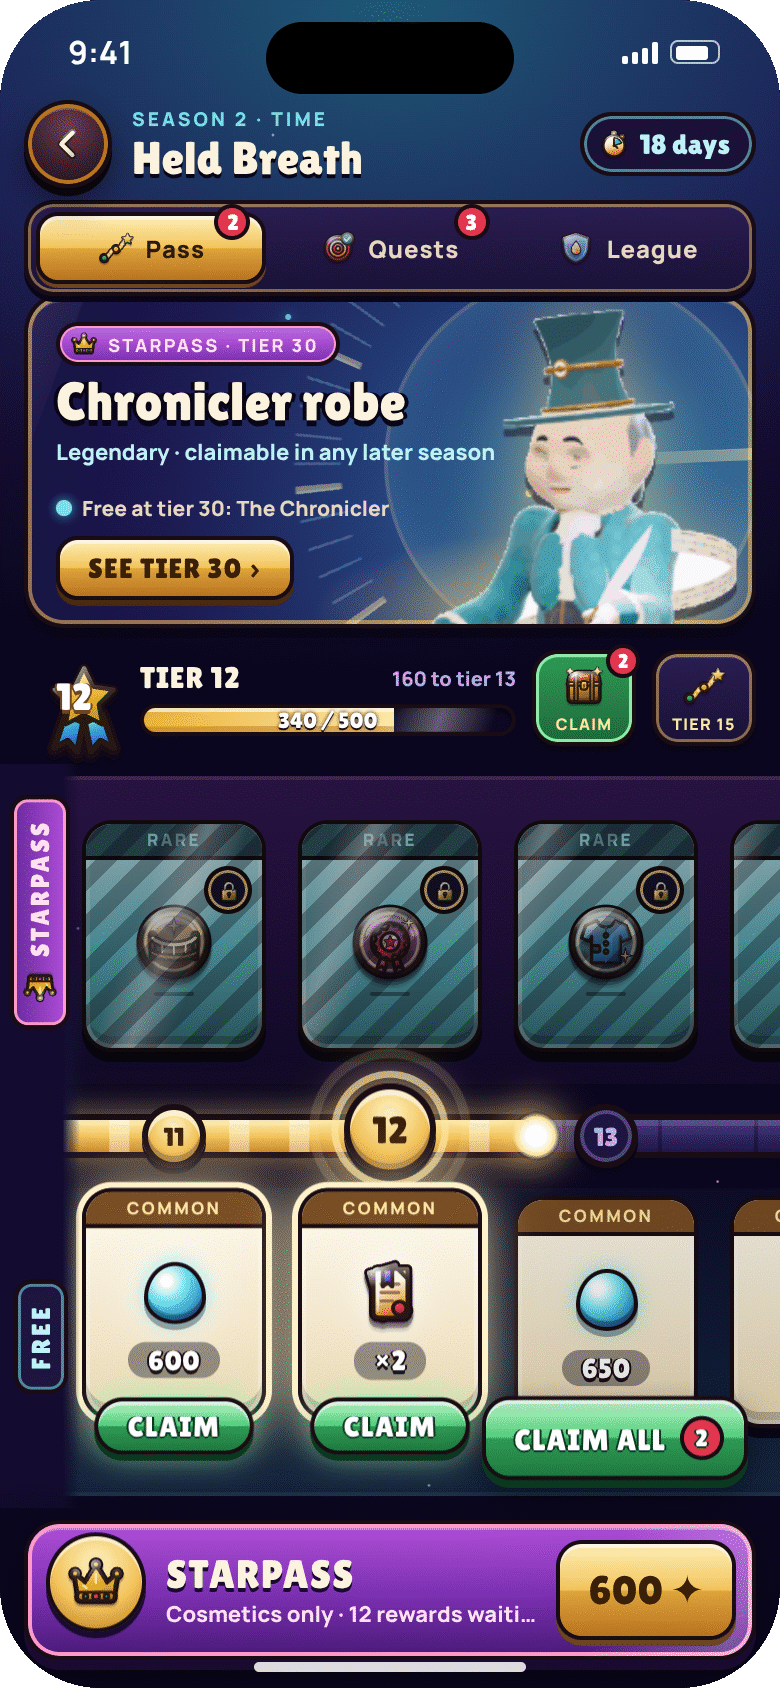 9:41
SEASON 2 · TIME
Held Breath
18 days
Pass
2
Quests
3
League
STARPASS · TIER 30
Chronicler robe
Legendary · claimable in any later season
Free at tier 30: The Chronicler
SEE TIER 30 ›
12
TIER 12
160 to tier 13
340 / 500
CLAIM
2
TIER 15
STARPASS
RARE
RARE
RARE
11
12
13
FREE
COMMON
600
CLAIM
COMMON
×2
CLAIM
COMMON
650
CLAIM ALL
2
STARPASS
Cosmetics only · 12 rewards waiti...
600 ✦